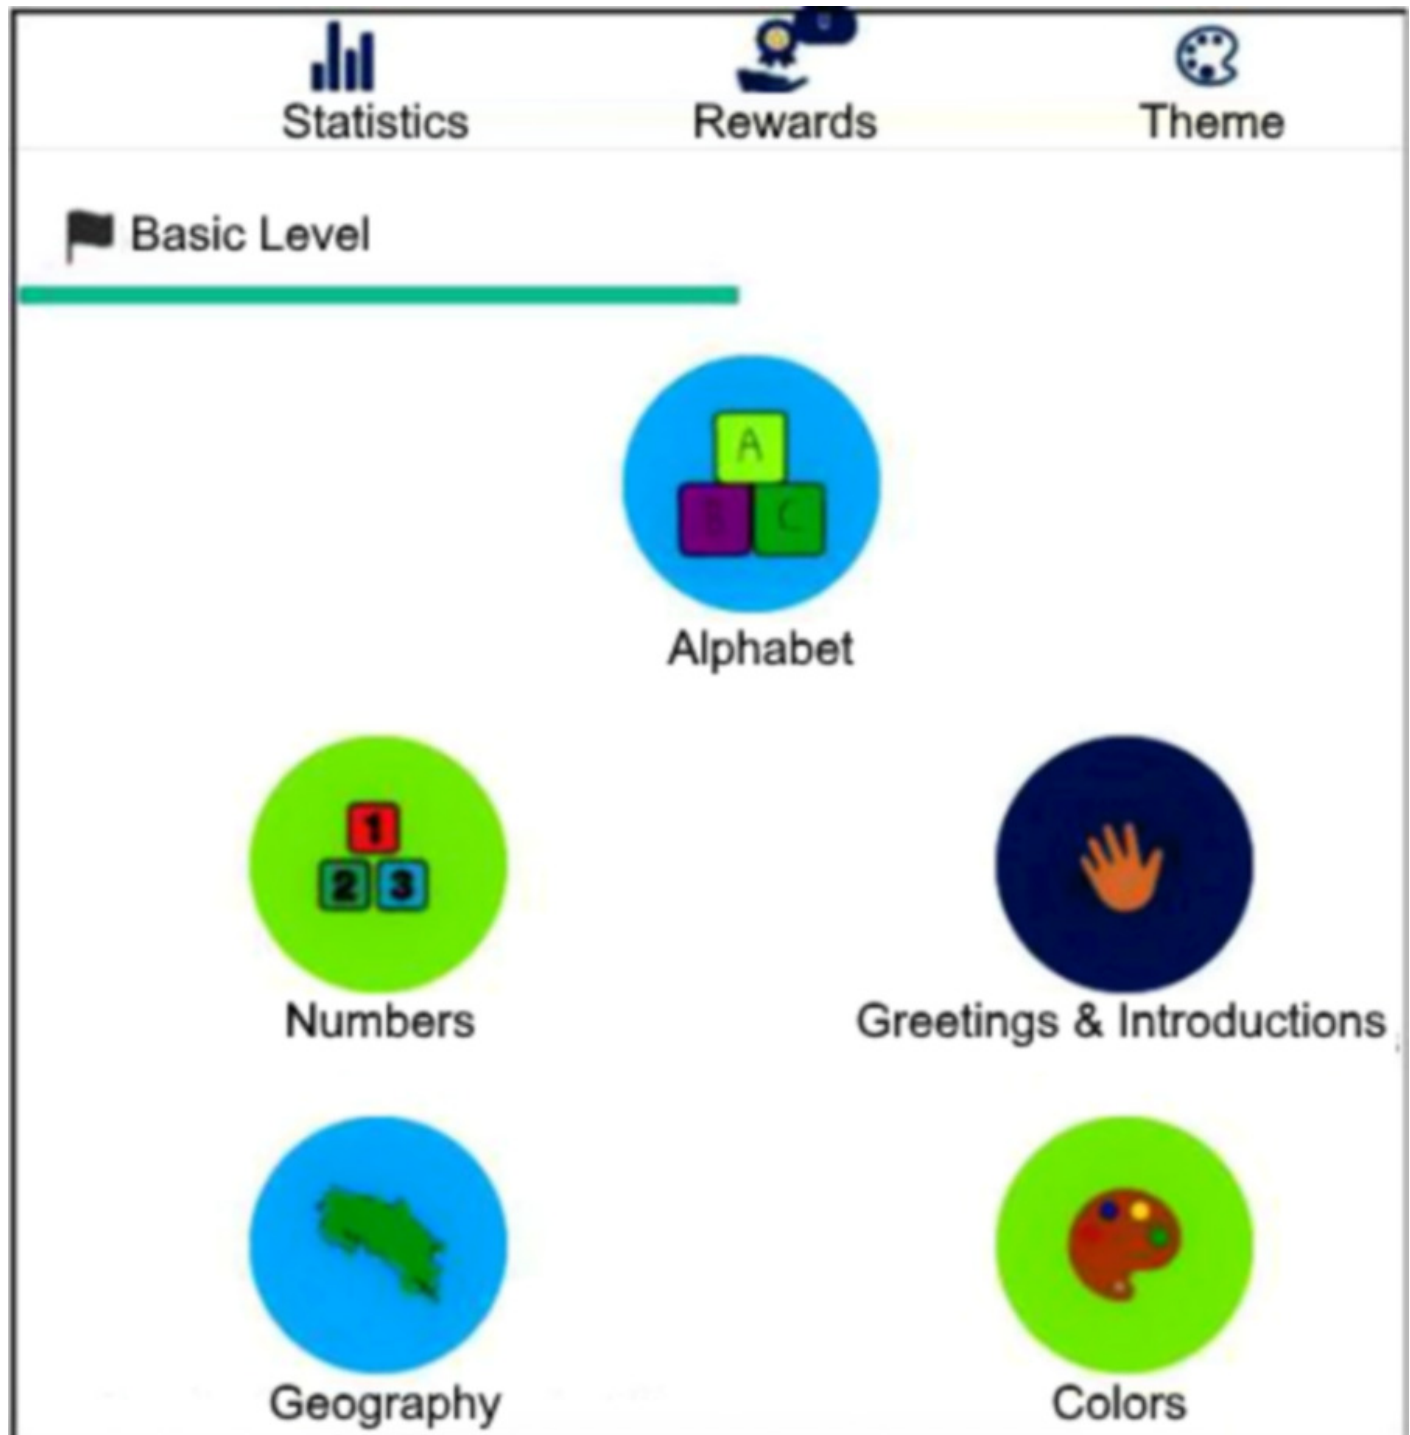 Statistics Rewards Theme
Basic Level
A
B C
Alphabet
1
2 3
Numbers Greetings & Introductions
Geography Colors